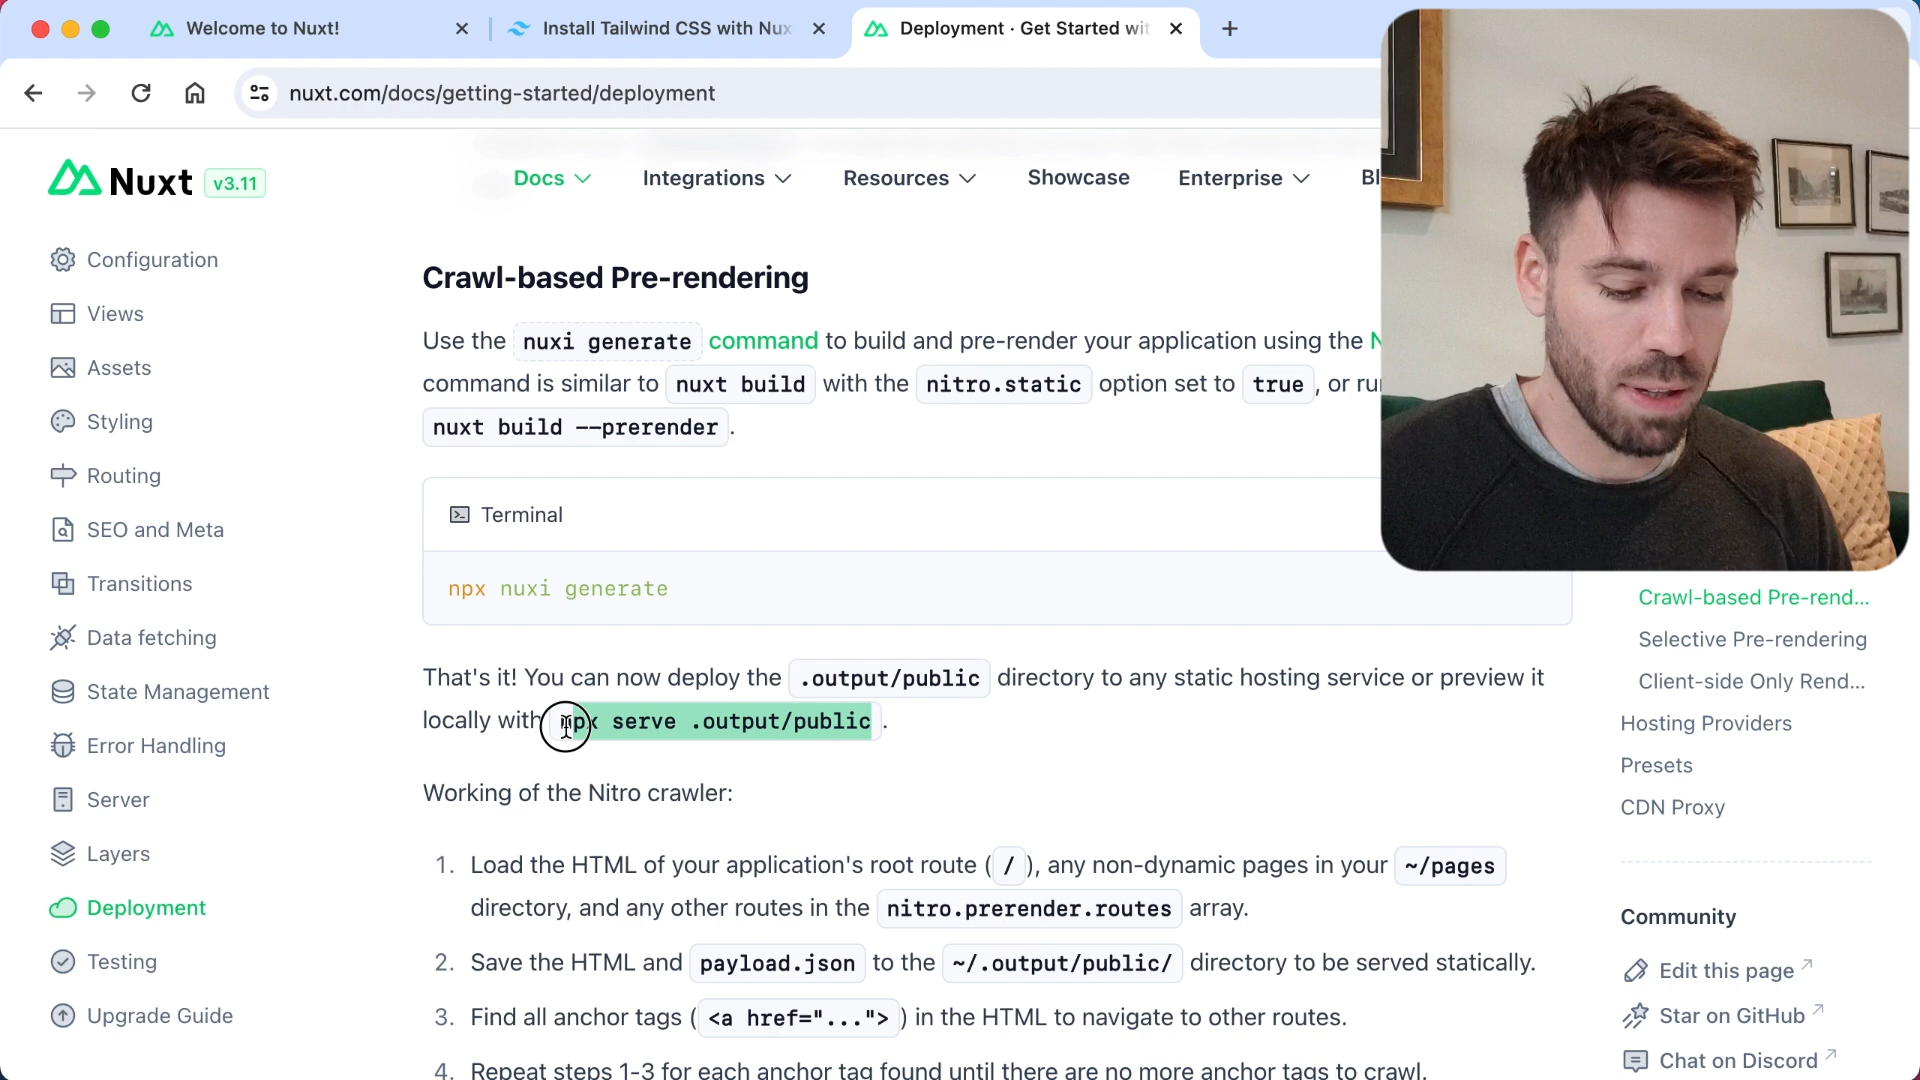 Welcome to Nuxt!
Install Tailwind CSS with Nux
Deployment · Get Started wit
nuxt.com/docs/getting-started/deployment
Nuxt v3.11
Docs Integrations Resources Showcase Enterprise Bl
Configuration
Views
Assets
Styling
Routing
SEO and Meta
Transitions
Data fetching
State Management
Error Handling
Server
Layers
Deployment
Testing
Upgrade Guide
Crawl-based Pre-rendering
Use the nuxi generate command to build and pre-render your application using the N
command is similar to nuxt build with the nitro.static option set to true, or ru
nuxt build --prerender.
Terminal
npx nuxi generate
That's it! You can now deploy the .output/public directory to any static hosting service or preview it
locally with npx serve .output/public.
Working of the Nitro crawler:
1. Load the HTML of your application's root route (/), any non-dynamic pages in your ~/pages
directory, and any other routes in the nitro.prerender.routes array.
2. Save the HTML and payload.json to the ~/.output/public/ directory to be served statically.
3. Find all anchor tags (<a href="...">) in the HTML to navigate to other routes.
4. Repeat steps 1-3 for each anchor tag found until there are no more anchor tags to crawl.
Crawl-based Pre-rend...
Selective Pre-rendering
Client-side Only Rend...
Hosting Providers
Presets
CDN Proxy
Community
Edit this page
Star on GitHub
Chat on Discord